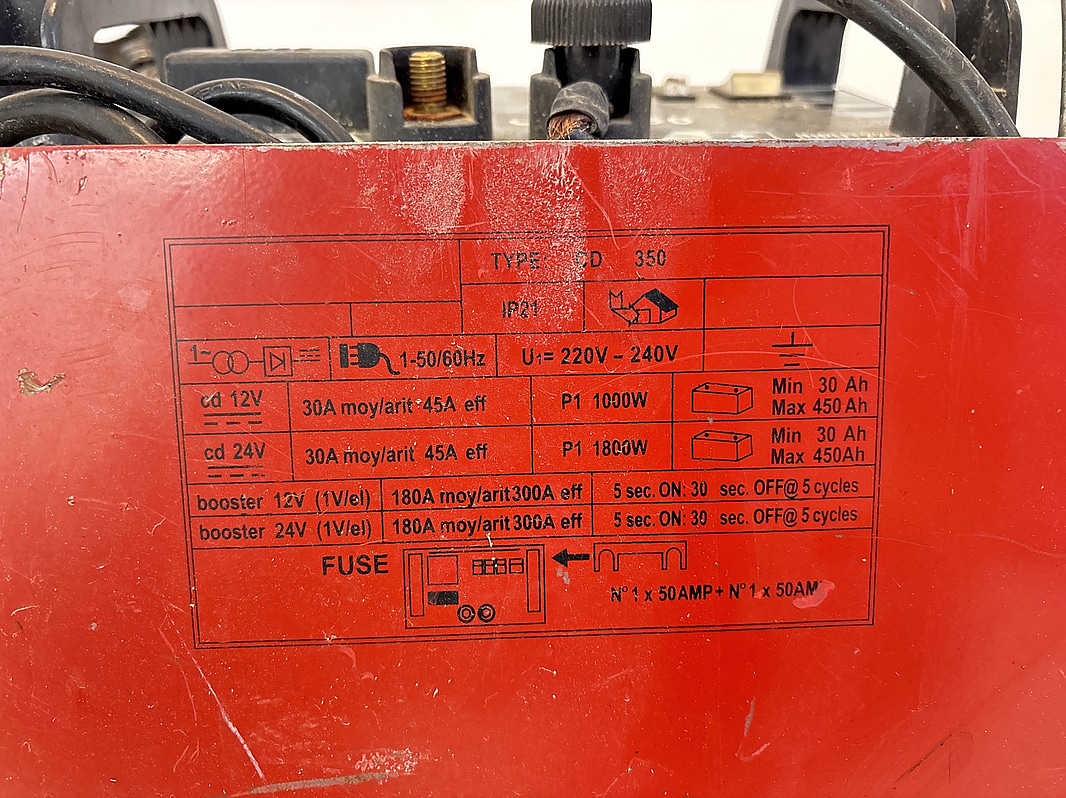 TYPE CD 350
IP21
1~
1-50/60Hz
U1= 220V – 240V
cd 12V
30A moy/arit 45A eff
P1 1000W
Min 30 Ah
Max 450 Ah
cd 24V
30A moy/arit 45A eff
P1 1800W
Min 30 Ah
Max 450Ah
booster 12V (1V/el) 180A moy/arit 300A eff 5 sec. ON: 30 sec. OFF@ 5 cycles
booster 24V (1V/el) 180A moy/arit 300A eff 5 sec. ON: 30 sec. OFF@ 5 cycles
FUSE
N° 1 x 50AMP + N° 1 x 50AM